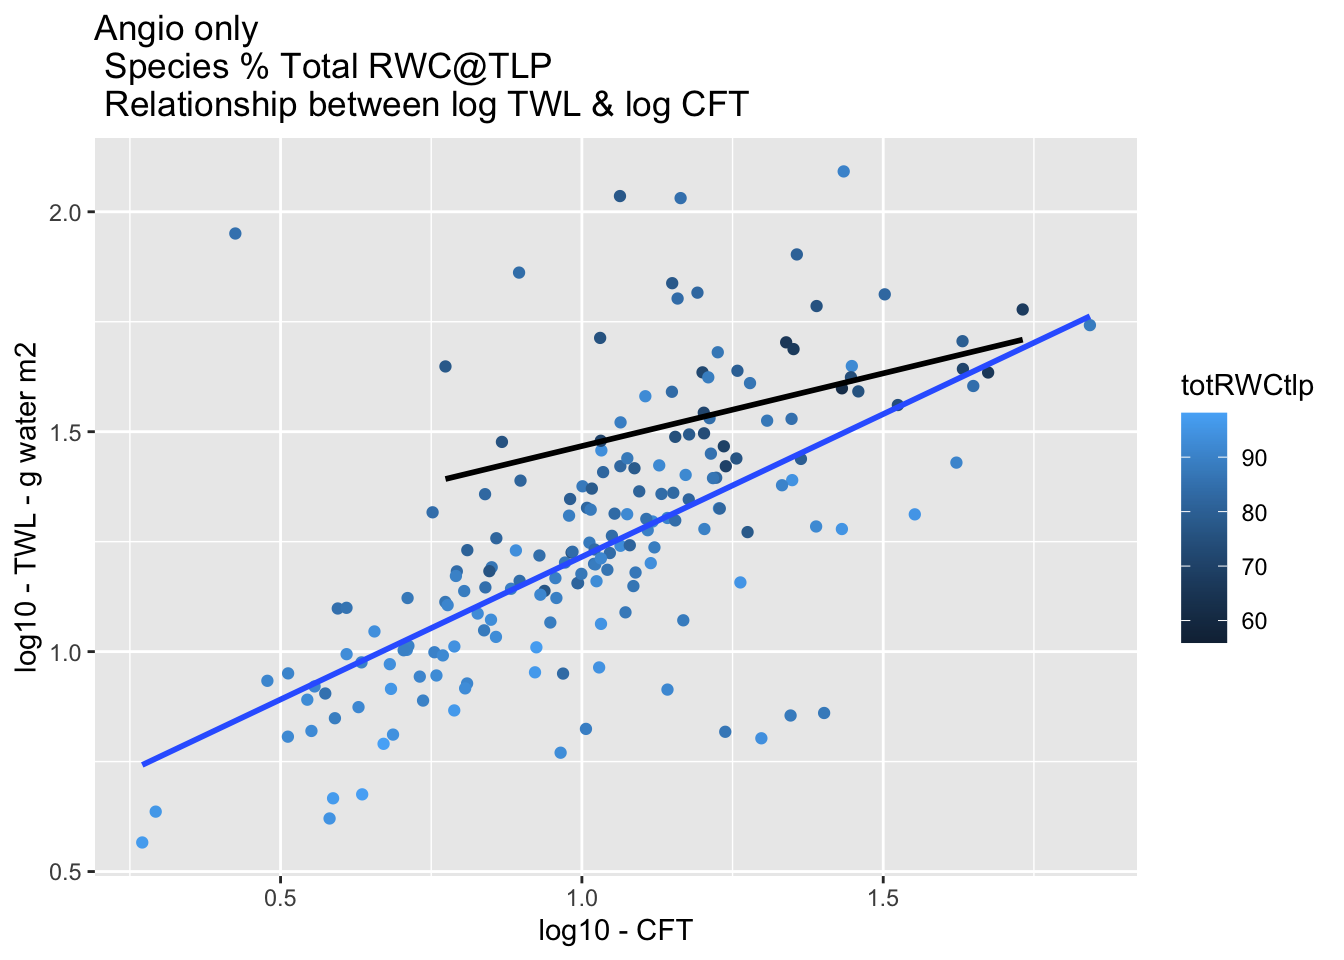 Angio only
Species % Total RWC@TLP
Relationship between log TWL & log CFT
log10 - TWL - g water m2
2.0
1.5
1.0
0.5
0.5 1.0 1.5
log10 - CFT
totRWCtlp
90
80
70
60